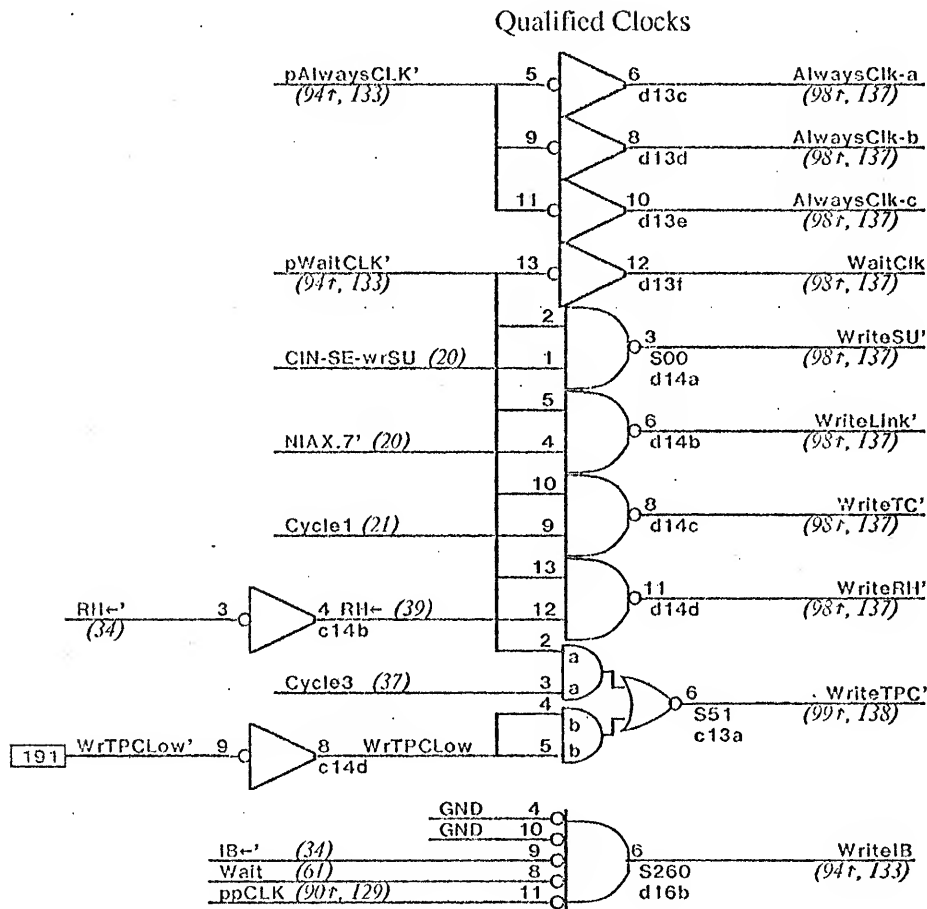 Qualified Clocks
pAlwaysCLK' 5 6 AlwaysClk-a
(94↑, 133) d13c (98↑, 137)
9 8 AlwaysClk-b
d13d (98↑, 137)
11 10 AlwaysClk-c
d13e (98↑, 137)
pWaitCLK' 13 12 WaitClk
(94↑, 133) d13f (98↑, 137)
2
3 WriteSU'
CIN-SE-wrSU (20) 1 S00 (98↑, 137)
d14a
5
6 WriteLink'
NIAX.7' (20) 4 d14b (98↑, 137)
10
8 WriteTC'
Cycle1 (21) 9 d14c (98↑, 137)
13
11 WriteRH'
RH←' 3 4 RH← (39) 12 d14d (98↑, 137)
(34) c14b
2 a
Cycle3 (37) 3 a 6 WriteTPC'
4 S51 (99↑, 138)
b c13a
191 WrTPCLow' 9 8 WrTPCLow 5 b
c14d
GND 4
GND 10
IB←' (34) 9 6 WriteIB
Wait (61) 8 S260 (94↑, 133)
ppCLK (90↑, 129) 11 d16b